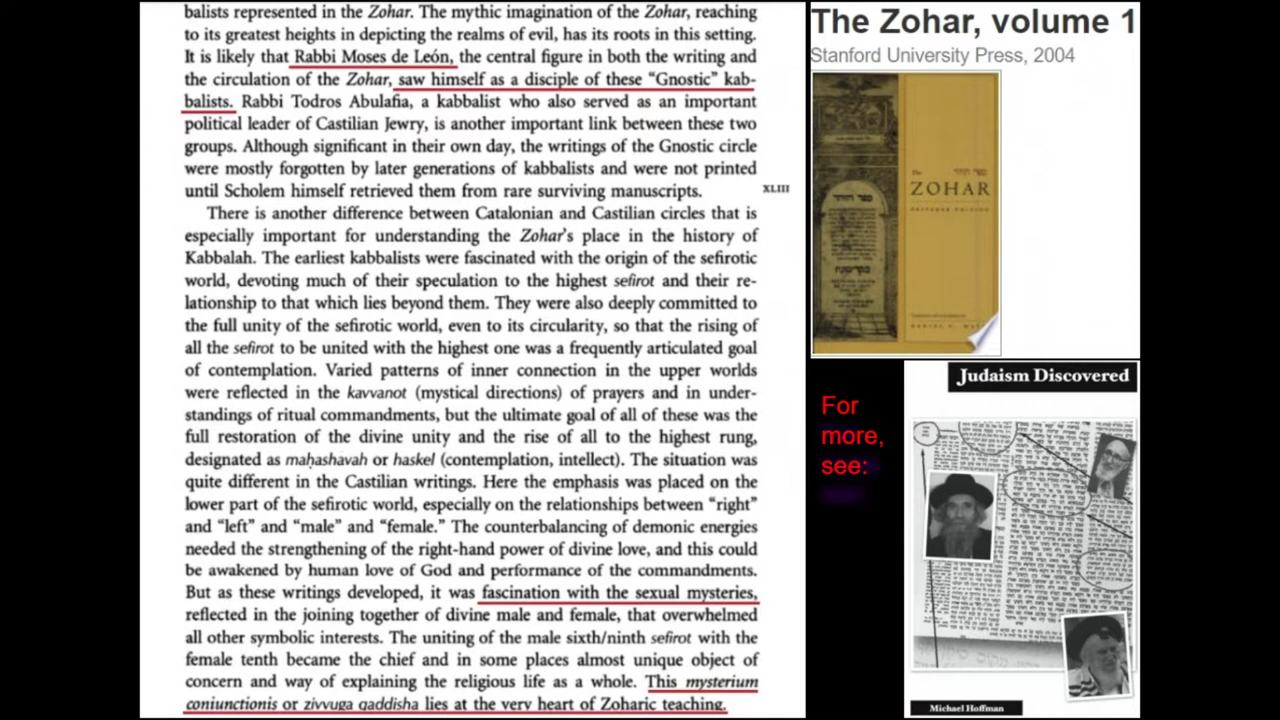 balists represented in the Zohar. The mythic imagination of the Zohar, reaching
to its greatest heights in depicting the realms of evil, has its roots in this setting.
It is likely that Rabbi Moses de León, the central figure in both the writing and
the circulation of the Zohar, saw himself as a disciple of these “Gnostic” kab-
balists. Rabbi Todros Abulafia, a kabbalist who also served as an important
political leader of Castilian Jewry, is another important link between these two
groups. Although significant in their own day, the writings of the Gnostic circle
were mostly forgotten by later generations of kabbalists and were not printed
until Scholem himself retrieved them from rare surviving manuscripts.
XLIII
There is another difference between Catalonian and Castilian circles that is
especially important for understanding the Zohar’s place in the history of
Kabbalah. The earliest kabbalists were fascinated with the origin of the sefirotic
world, devoting much of their speculation to the highest sefirot and their re-
lationship to that which lies beyond them. They were also deeply committed to
the full unity of the sefirotic world, even to its circularity, so that the rising of
all the sefirot to be united with the highest one was a frequently articulated goal
of contemplation. Varied patterns of inner connection in the upper worlds
were reflected in the kavvanot (mystical directions) of prayers and in under-
standings of ritual commandments, but the ultimate goal of all of these was the
full restoration of the divine unity and the rise of all to the highest rung,
designated as maḥashavah or haskel (contemplation, intellect). The situation was
quite different in the Castilian writings. Here the emphasis was placed on the
lower part of the sefirotic world, especially on the relationships between “right”
and “left” and “male” and “female.” The counterbalancing of demonic energies
needed the strengthening of the right-hand power of divine love, and this could
be awakened by human love of God and performance of the commandments.
But as these writings developed, it was fascination with the sexual mysteries,
reflected in the joining together of divine male and female, that overwhelmed
all other symbolic interests. The uniting of the male sixth/ninth sefirot with the
female tenth became the chief and in some places almost unique object of
concern and way of explaining the religious life as a whole. This mysterium
coniunctionis or zivvuga qaddisha lies at the very heart of Zoharic teaching.
The Zohar, volume 1
Stanford University Press, 2004
ספר הזוהר
The
ZOHAR
ספר הזוהר
For
more,
see:
Judaism Discovered
Michael Hoffman